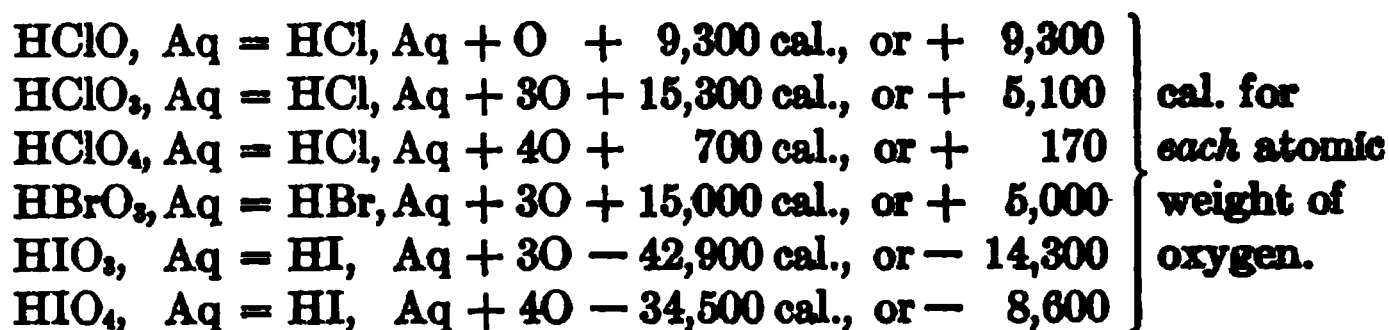 HClO, Aq = HCl, Aq + O + 9,300 cal., or + 9,300
HClO₃, Aq = HCl, Aq + 3O + 15,300 cal., or + 5,100 cal. for
HClO₄, Aq = HCl, Aq + 4O + 700 cal., or + 170 each atomic
HBrO₃, Aq = HBr, Aq + 3O + 15,000 cal., or + 5,000 weight of
HIO₃, Aq = HI, Aq + 3O − 42,900 cal., or − 14,300 oxygen.
HIO₄, Aq = HI, Aq + 4O − 34,500 cal., or − 8,600